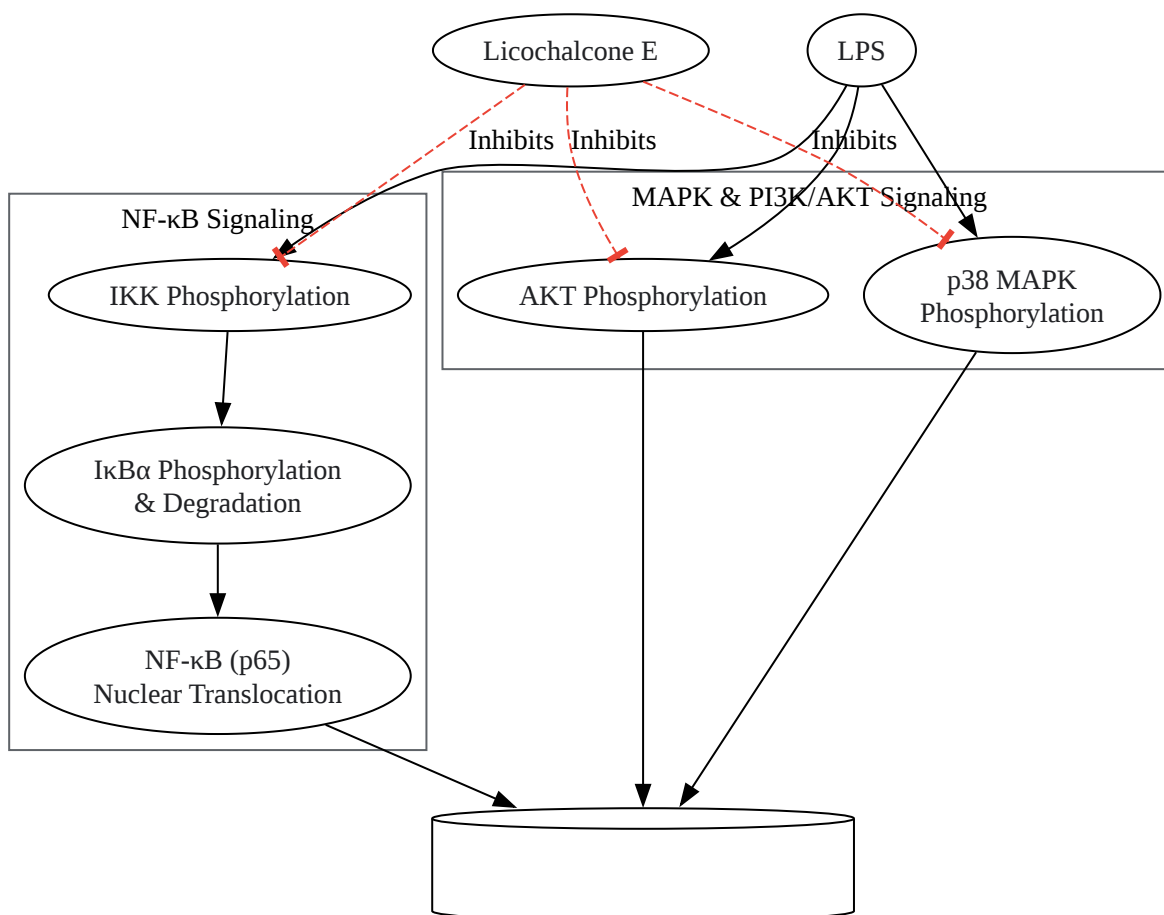 Licochalcone E
LPS
Inhibits
Inhibits
Inhibits
NF-κB Signaling
MAPK & PI3K/AKT Signaling
IKK Phosphorylation
AKT Phosphorylation
p38 MAPK
Phosphorylation
IκBα Phosphorylation
& Degradation
NF-κB (p65)
Nuclear Translocation